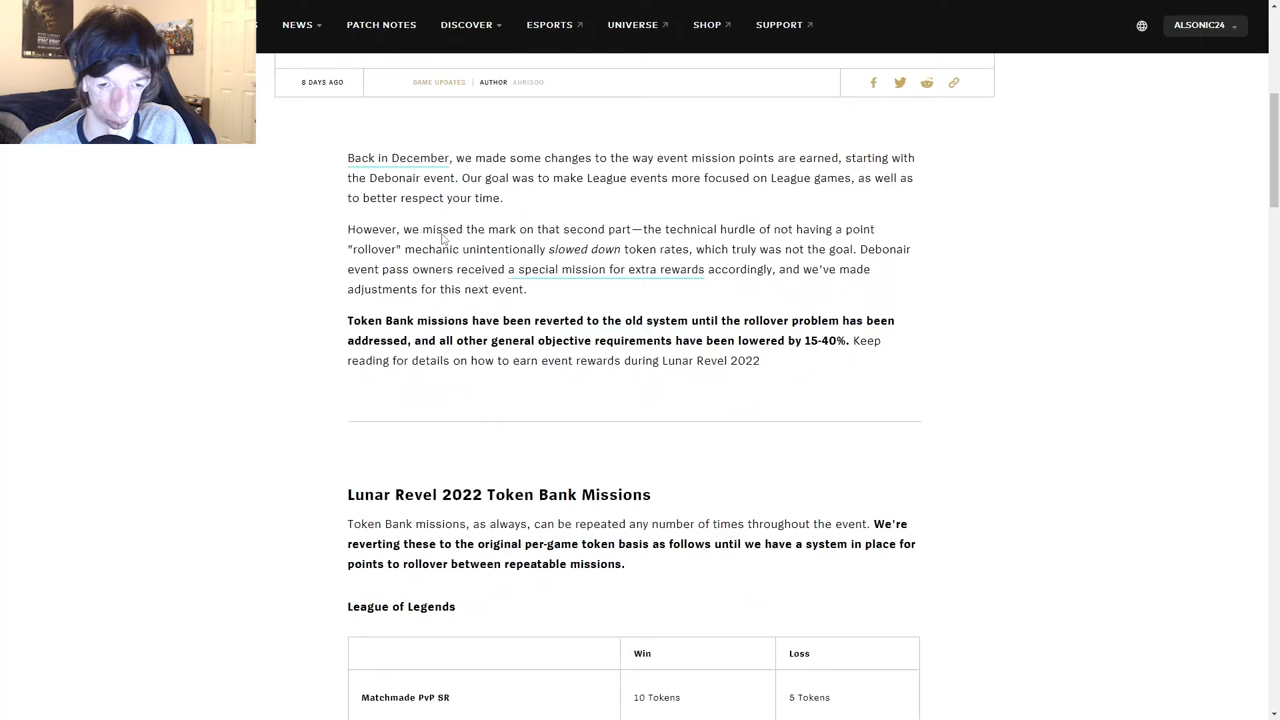 NEWS PATCH NOTES DISCOVER ESPORTS UNIVERSE SHOP SUPPORT ALSONIC24
8 DAYS AGO GAME UPDATES AUTHOR AHRISOO
Back in December, we made some changes to the way event mission points are earned, starting with
the Debonair event. Our goal was to make League events more focused on League games, as well as
to better respect your time.
However, we missed the mark on that second part—the technical hurdle of not having a point
"rollover" mechanic unintentionally slowed down token rates, which truly was not the goal. Debonair
event pass owners received a special mission for extra rewards accordingly, and we've made
adjustments for this next event.
Token Bank missions have been reverted to the old system until the rollover problem has been
addressed, and all other general objective requirements have been lowered by 15-40%. Keep
reading for details on how to earn event rewards during Lunar Revel 2022
Lunar Revel 2022 Token Bank Missions
Token Bank missions, as always, can be repeated any number of times throughout the event. We're
reverting these to the original per-game token basis as follows until we have a system in place for
points to rollover between repeatable missions.
League of Legends
Win Loss
Matchmade PvP SR 10 Tokens 5 Tokens